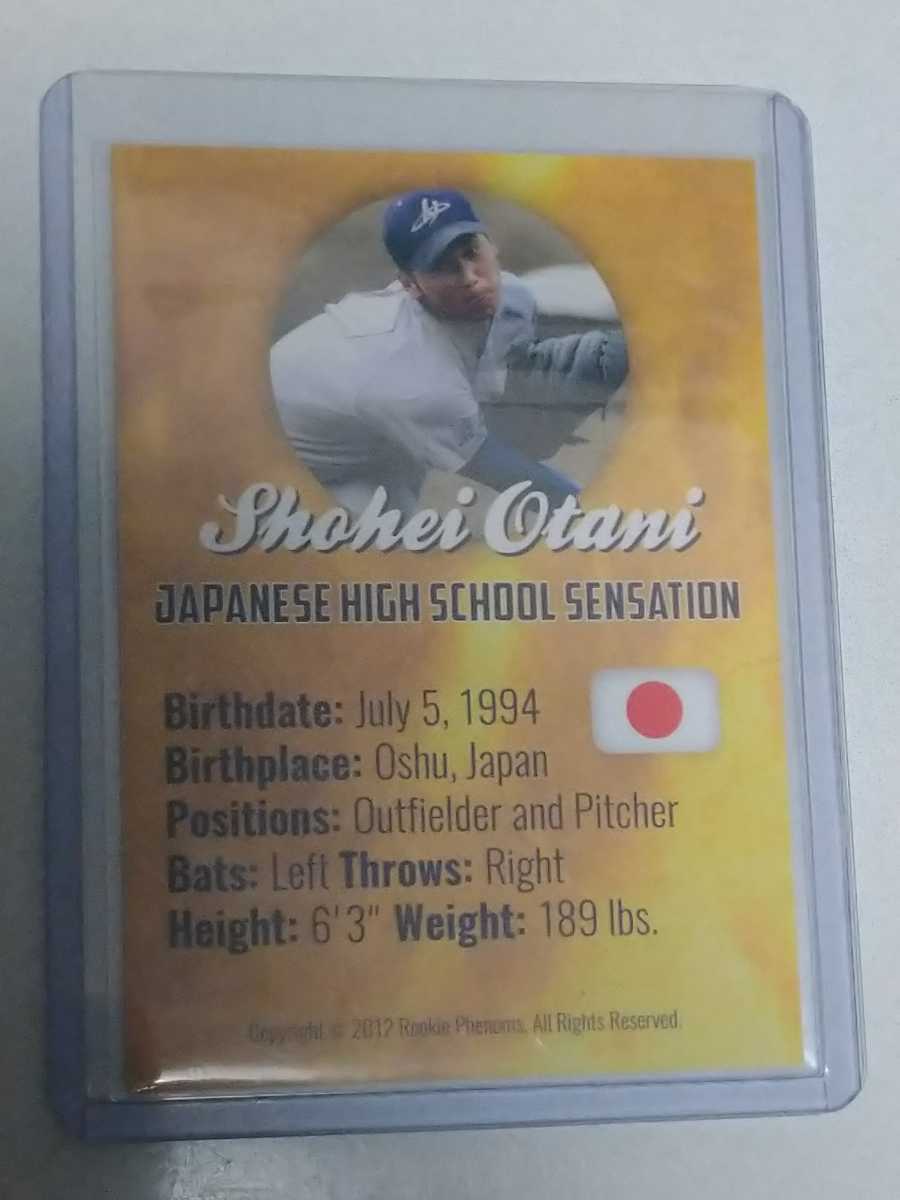 Shohei Otani
JAPANESE HIGH SCHOOL SENSATION
Birthdate: July 5, 1994
Birthplace: Oshu, Japan
Positions: Outfielder and Pitcher
Bats: Left Throws: Right
Height: 6'3" Weight: 189 lbs.
Copyright © 2012 Rookie Phenoms. All Rights Reserved.